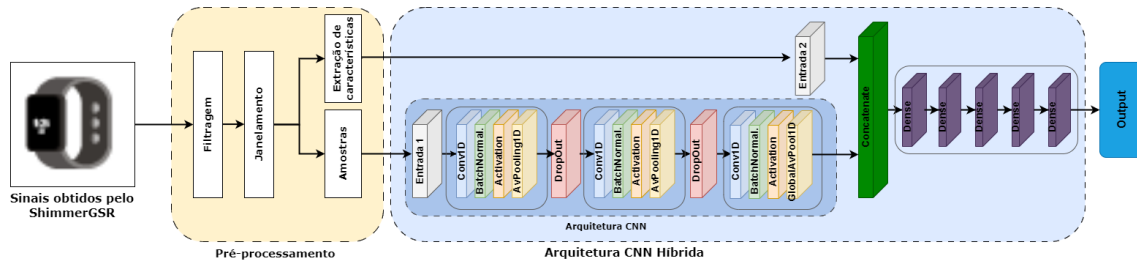 Sinais obtidos pelo
ShimmerGSR
Filtragem
Janelamento
Extração de
características
Amostras
Pré-processamento
Entrada 1
Conv1D
BatchNormal.
Activation
AvPooling1D
DropOut
Conv1D
BatchNormal.
Activation
AvPooling1D
DropOut
Conv1D
BatchNormal.
Activation
GlobalAvPool1D
Arquitetura CNN
Entrada 2
Concatenate
Dense
Dense
Dense
Dense
Dense
Arquitetura CNN Híbrida
Output